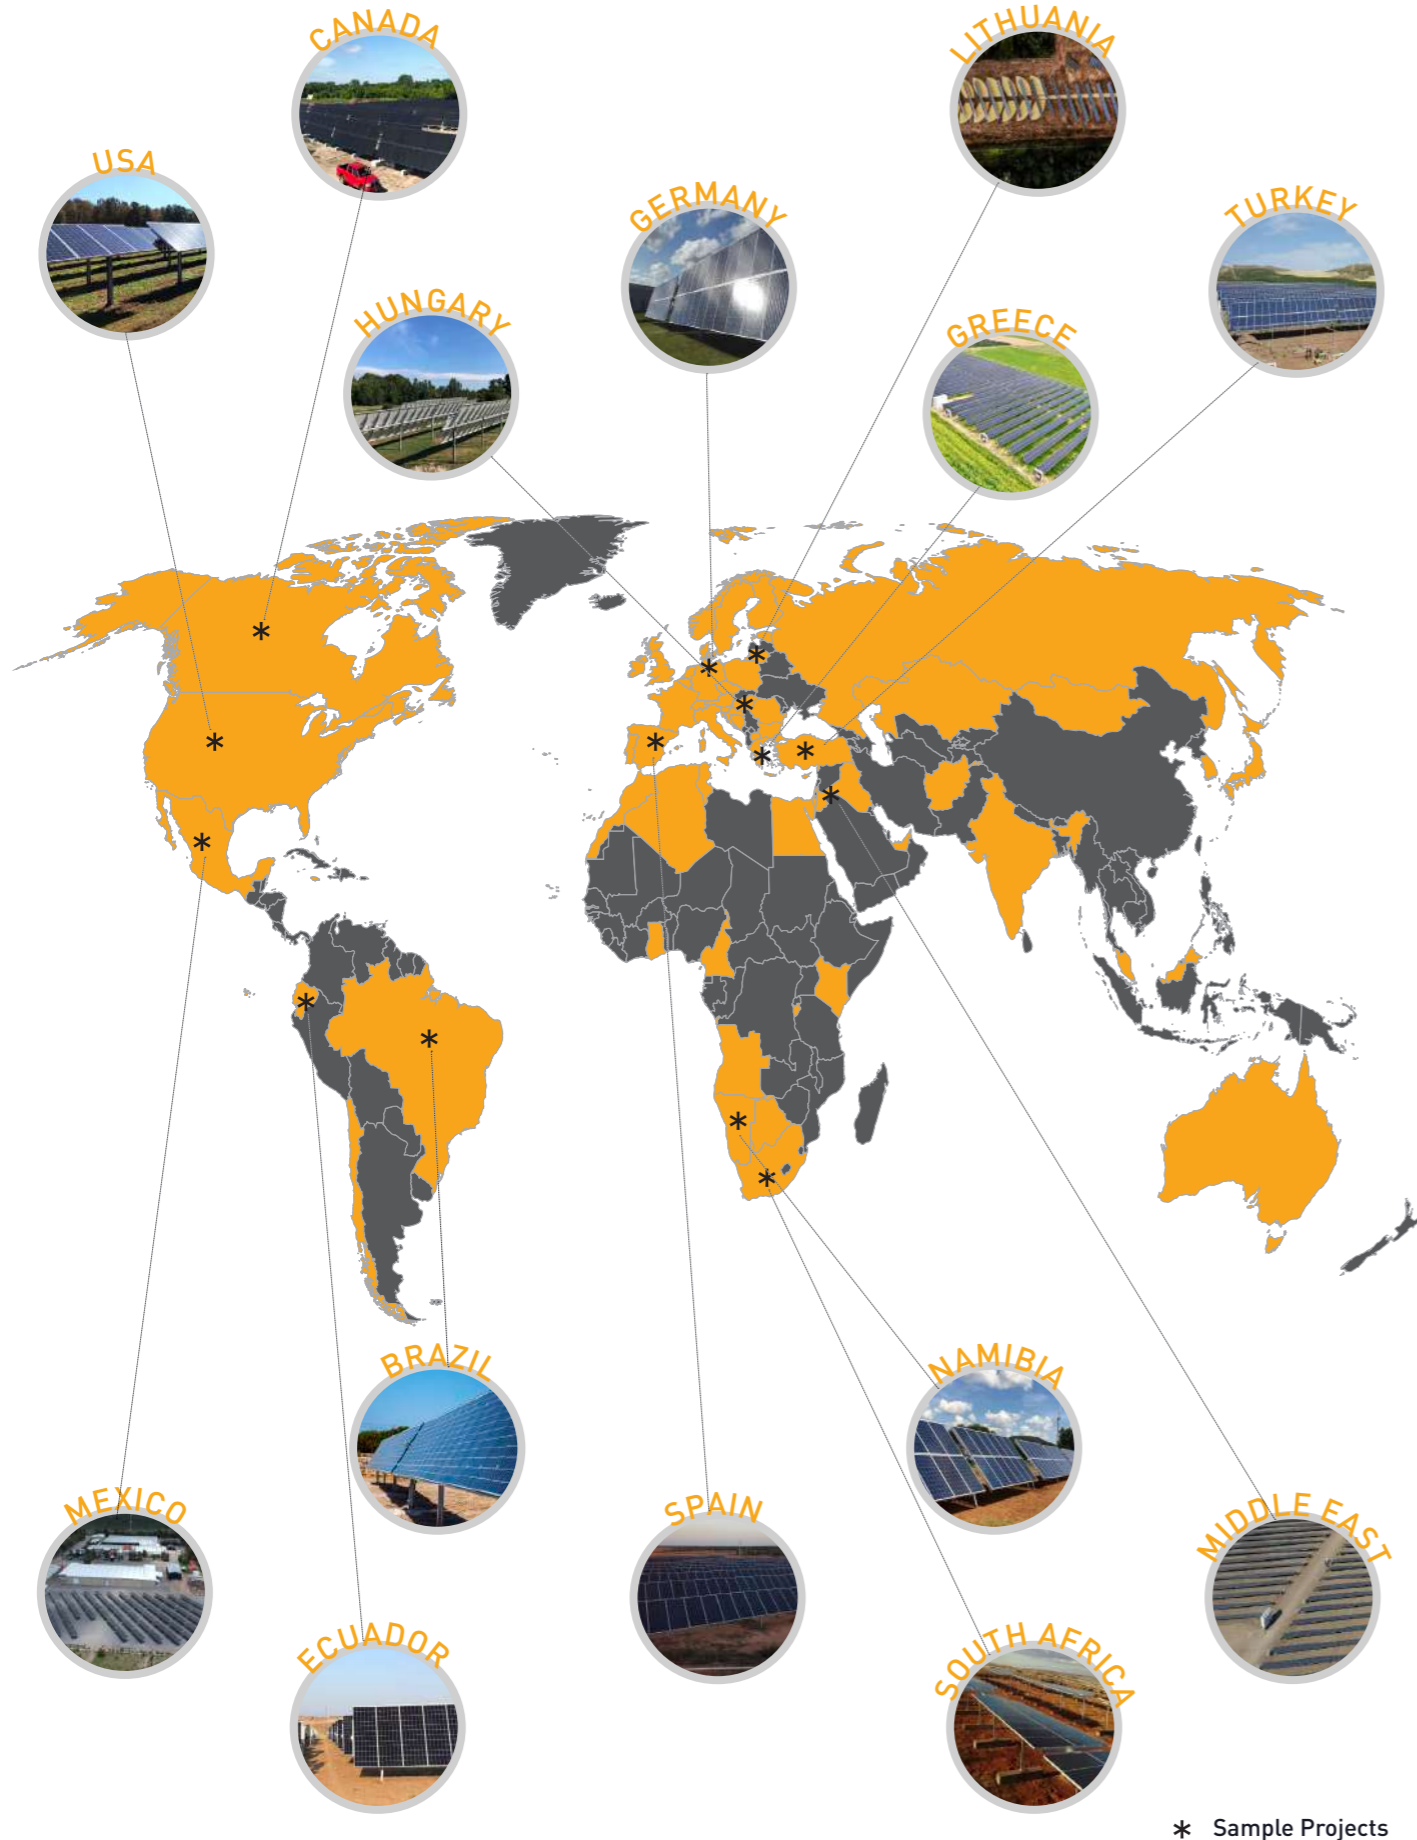 CANADA
LITHUANIA
USA
GERMANY
TURKEY
HUNGARY
GREECE
BRAZIL
NAMIBIA
MEXICO
SPAIN
MIDDLE EAST
ECUADOR
SOUTH AFRICA
* Sample Projects